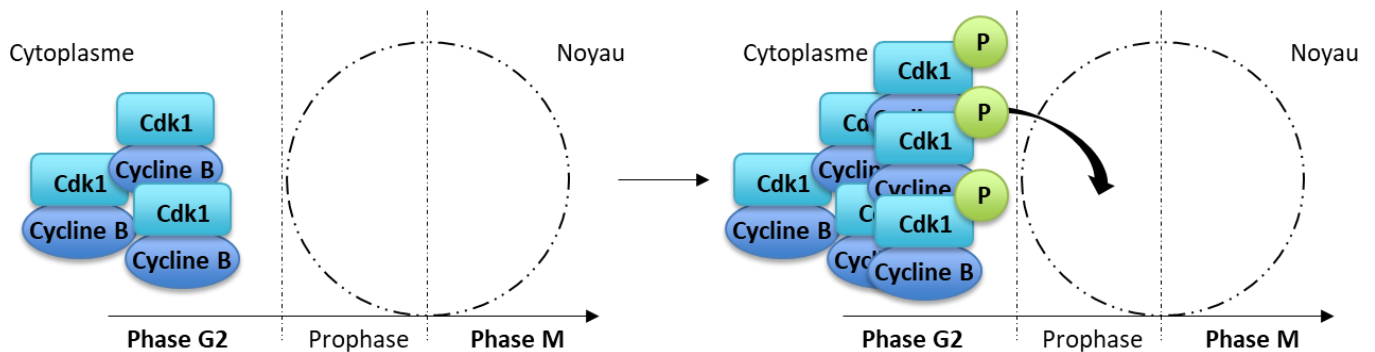 Cytoplasme
Noyau
Cdk1
Cycline B
Cdk1
Cycline B
Cdk1
Cycline B
Phase G2
Prophase
Phase M
Cytoplasme
Noyau
P
Cdk1
P
Cdk1
P
Cdk1
Cycline B
Cdk1
Cycline
Cycline B
Phase G2
Prophase
Phase M